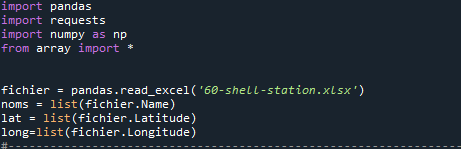 import pandas
import requests
import numpy as np
from array import *
fichier = pandas.read_excel('60-shell-station.xlsx')
noms = list(fichier.Name)
lat = list(fichier.Latitude)
long=list(fichier.Longitude)
#------------------------------------------------------------------